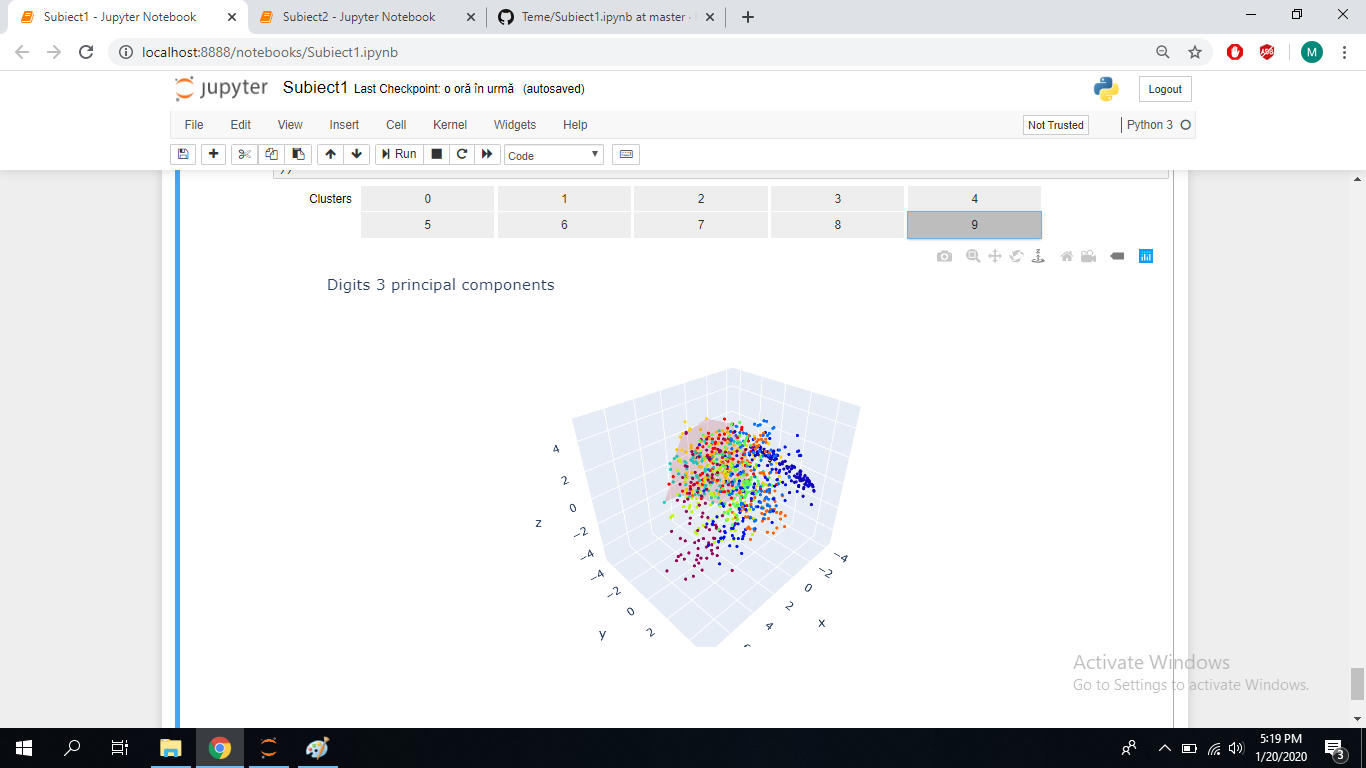 Subiect1 - Jupyter Notebook
Subiect2 - Jupyter Notebook
Teme/Subiect1.ipynb at master ·
localhost:8888/notebooks/Subiect1.ipynb
ABP
M
jupyter Subiect1 Last Checkpoint: o oră în urmă (autosaved)
Logout
File Edit View Insert Cell Kernel Widgets Help
Not Trusted
Python 3
Run
Code
Clusters 0 1 2 3 4
5 6 7 8 9
Digits 3 principal components
4
2
0
−2
−4
z
−4
−2
0
2
y
−4
−2
0
2
4
x
Activate Windows
Go to Settings to activate Windows.
5:19 PM
1/20/2020
3